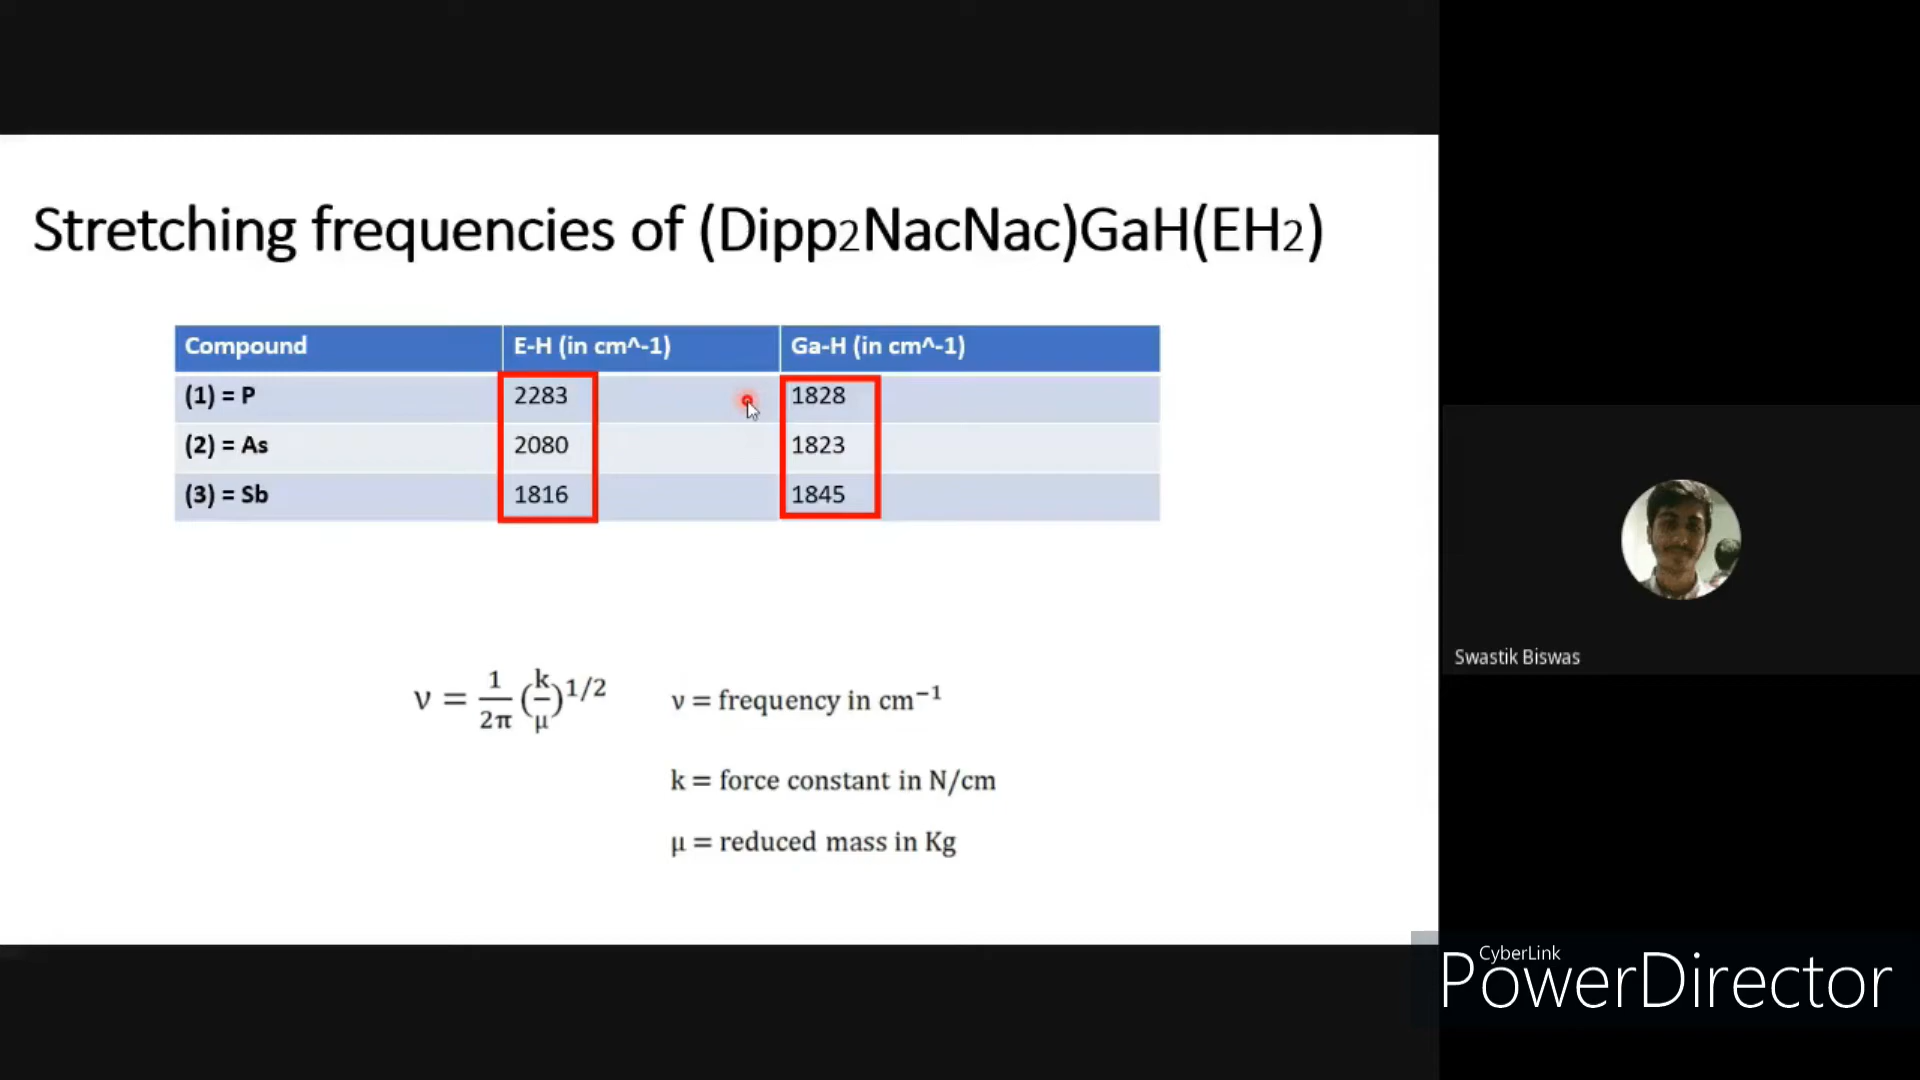 Stretching frequencies of (Dipp2NacNac)GaH(EH2)
Compound E-H (in cm^-1) Ga-H (in cm^-1)
(1) = P 2283 1828
(2) = As 2080 1823
(3) = Sb 1816 1845
ν = 1/2π (k/μ)^1/2 ν = frequency in cm⁻¹
k = force constant in N/cm
μ = reduced mass in Kg
Swastik Biswas
CyberLink
PowerDirector